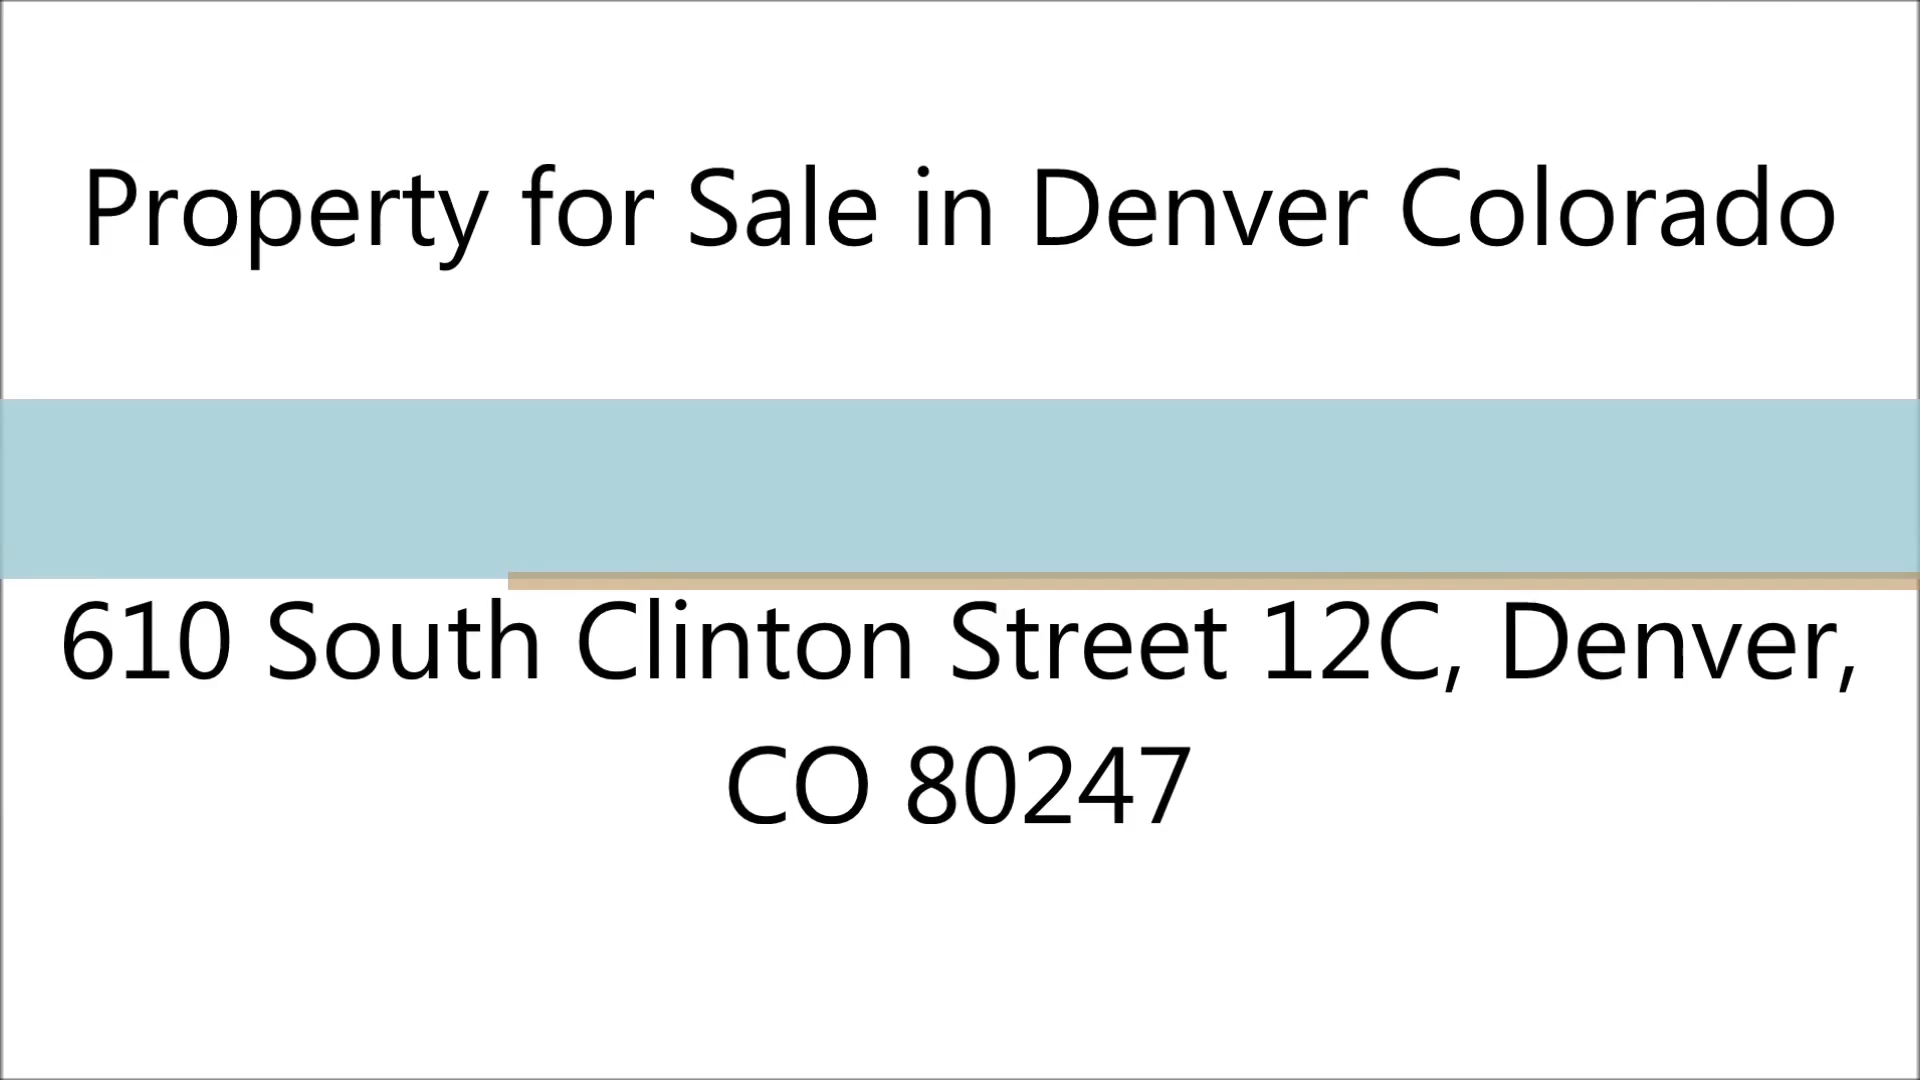 Property for Sale in Denver Colorado
610 South Clinton Street 12C, Denver,
CO 80247